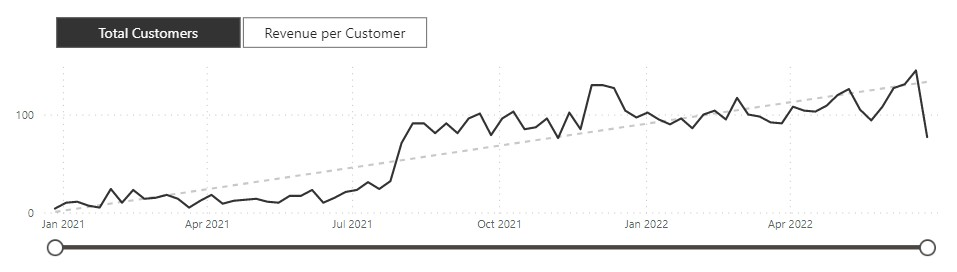 Total Customers
Revenue per Customer
100
0
Jan 2021
Apr 2021
Jul 2021
Oct 2021
Jan 2022
Apr 2022